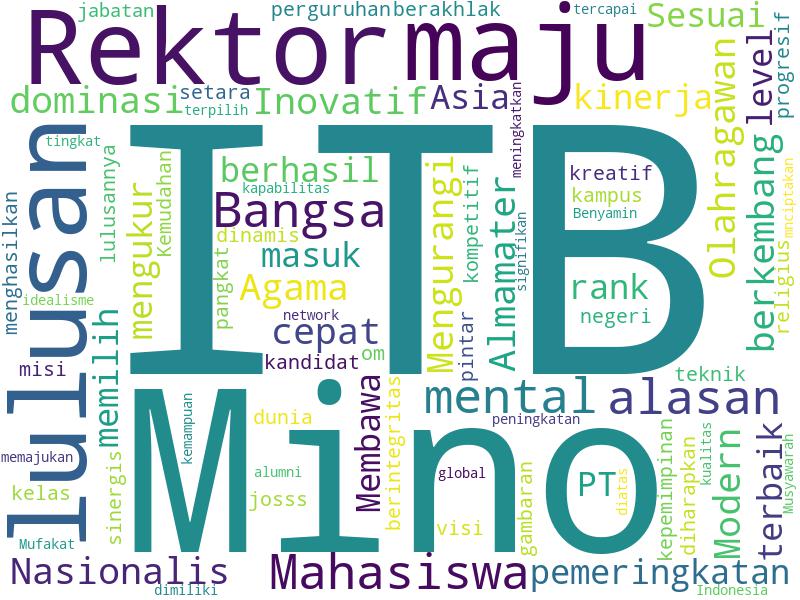 jabatan
perguruhan
berakhlak
tercapai
Sesuai
Rektor
maju
dominasi
setara
terpilih
Inovatif
Asia
meningkatkan
kinerja
Olahragawan
level
progresif
ITB
lulusan
tingkat
lulusannya
mengukur
Kemudahan
berhasil
kapabilitas
Bangsa
dinamis
masuk
pangkat
Agama
network
cepat
kandidat
om
Mengurangi
kompetitif
pintar
Almamater
signifikan
kreatif
kampus
Benyamin
rank
negeri
berkembang
religius
mnciptakan
menghasilkan
idealisme
misi
memilih
Mino
mental
alasan
teknik
peningkatan
memajukan
kelas
Mufakat
sinergis
kemampuan
dunia
alumni
josss
Membawa
berintegritas
global
visi
gambaran
PT
diatas
kepemimpinan
diharapkan
kualitas
Modern
terbaik
Musyawarah
Nasionalis
dimiliki
Mahasiswa
pemeringkatan
Indonesia